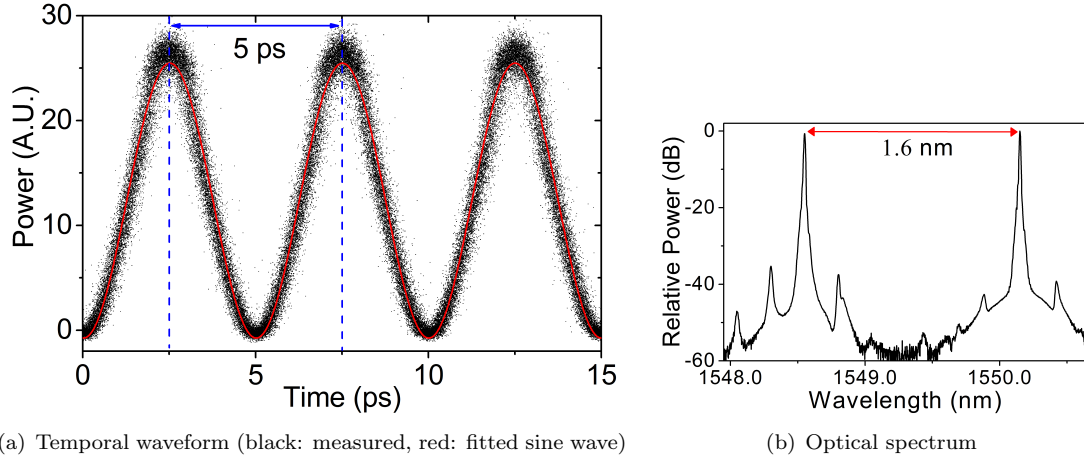 30
20
10
0
Power (A.U.)
5 ps
0
5
10
15
Time (ps)
0
-20
-40
-60
Relative Power (dB)
1.6 nm
1548.0
1549.0
1550.0
Wavelength (nm)
a) Temporal waveform (black: measured, red: fitted sine wave)
(b) Optical spectrum